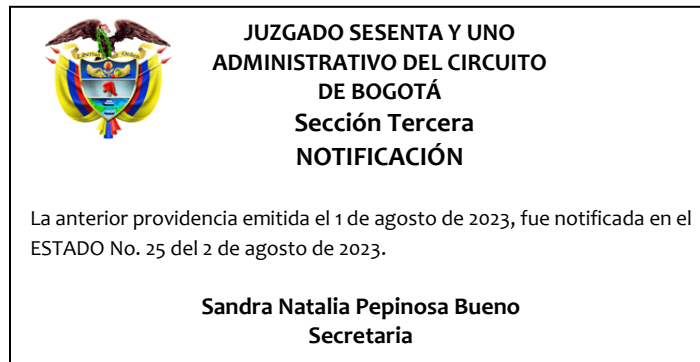 JUZGADO SESENTA Y UNO
ADMINISTRATIVO DEL CIRCUITO
DE BOGOTÁ
Sección Tercera
NOTIFICACIÓN
La anterior providencia emitida el 1 de agosto de 2023, fue notificada en el
ESTADO No. 25 del 2 de agosto de 2023.
Sandra Natalia Pepinosa Bueno
Secretaria